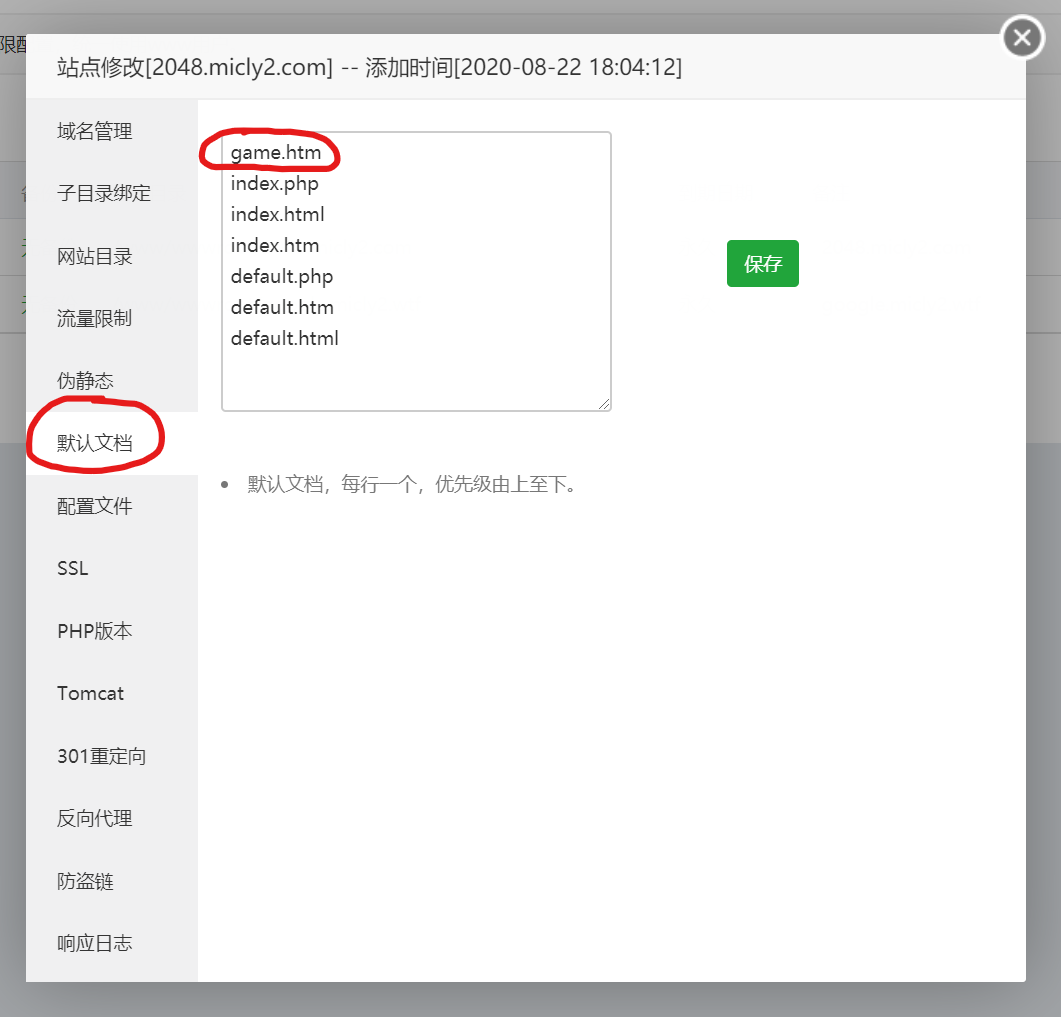 站点修改[2048.micly2.com] -- 添加时间[2020-08-22 18:04:12]
域名管理
子目录绑定
网站目录
流量限制
伪静态
默认文档
配置文件
SSL
PHP版本
Tomcat
301重定向
反向代理
防盗链
响应日志
game.htm
index.php
index.html
index.htm
default.php
default.htm
default.html
保存
默认文档，每行一个，优先级由上至下。